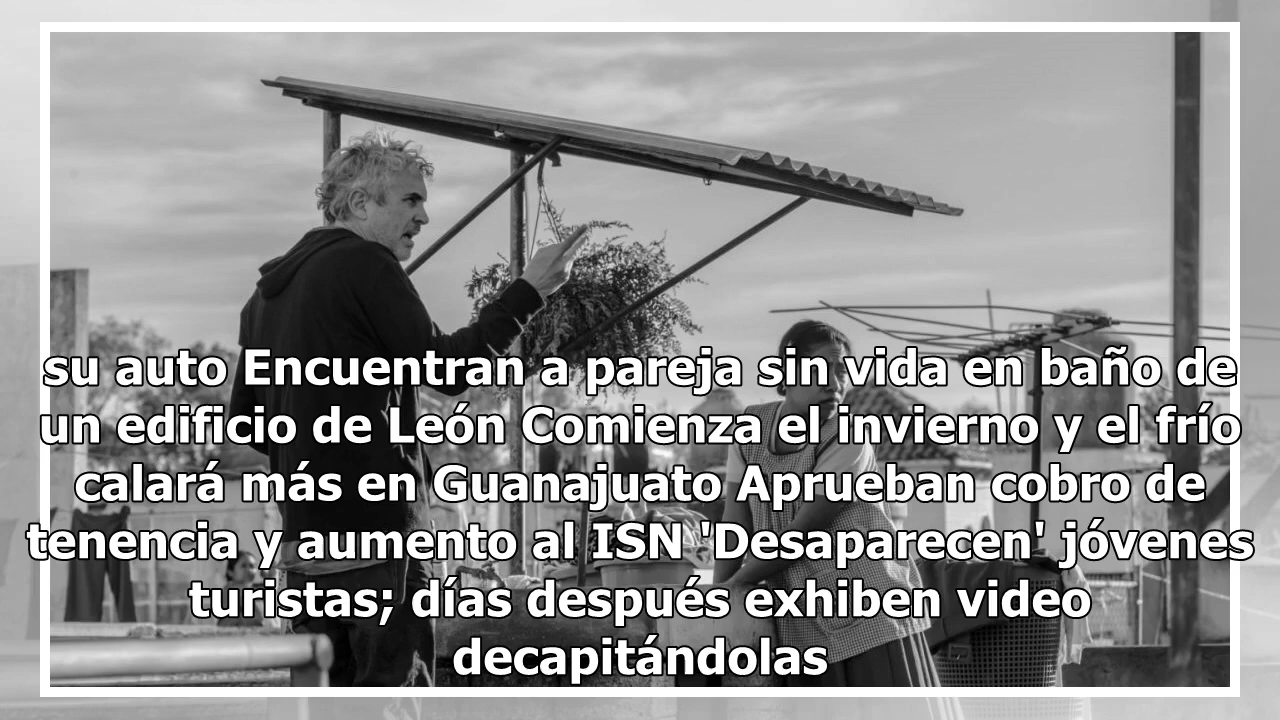 su auto Encuentran a pareja sin vida en baño de
un edificio de León Comienza el invierno y el frío
calará más en Guanajuato Aprueban cobro de
tenencia y aumento al ISN 'Desaparecen' jóvenes
turistas; días después exhiben video
decapitándolas